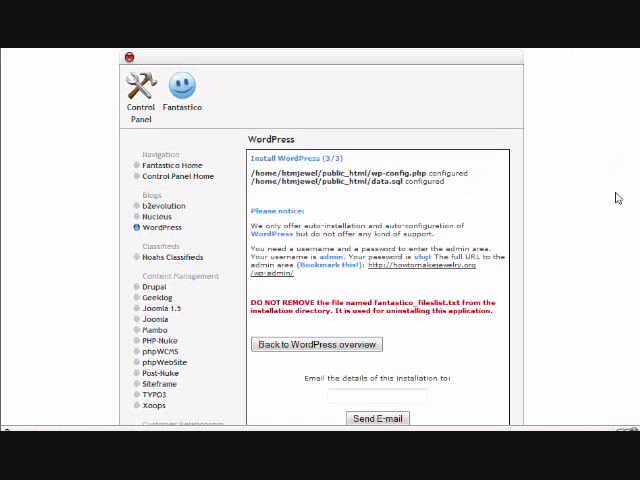 Control
Panel
Fantastico
WordPress
Navigation
Fantastico Home
Control Panel Home
Blogs
b2evolution
Nucleus
WordPress
Classifieds
Noahs Classifieds
Content Management
Drupal
Geeklog
Joomla 1.5
Joomla
Mambo
PHP-Nuke
phpWCMS
phpWebSite
Post-Nuke
Siteframe
TYPO3
Xoops
Customer Relationship
Install WordPress (3/3)
/home/htmjewel/public_html/wp-config.php configured
/home/htmjewel/public_html/data.sql configured
Please notice:
We only offer auto-installation and auto-configuration of
WordPress but do not offer any kind of support.
You need a username and a password to enter the admin area.
Your username is admin. Your password is vhgt The full URL to the
admin area (Bookmark this!): http://howtomakejewelry.org
/wp-admin/
DO NOT REMOVE the file named fantastico_fileslist.txt from the
installation directory. It is used for uninstalling this application.
Back to WordPress overview
Email the details of this installation to:
Send E-mail